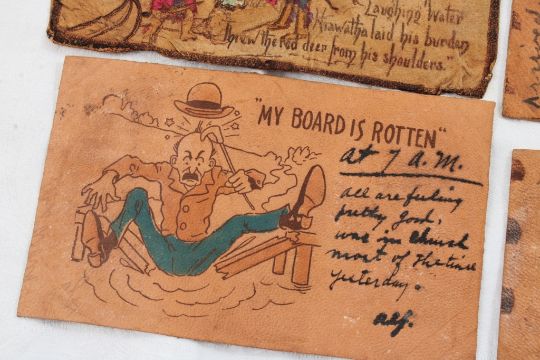 Laughing Water
Hiawatha laid his burden
Threw the red deer from his shoulders."
"MY BOARD IS ROTTEN"
at 7 A.M.
all are feeling
pretty good.
was in church
most of the time
yesterday.